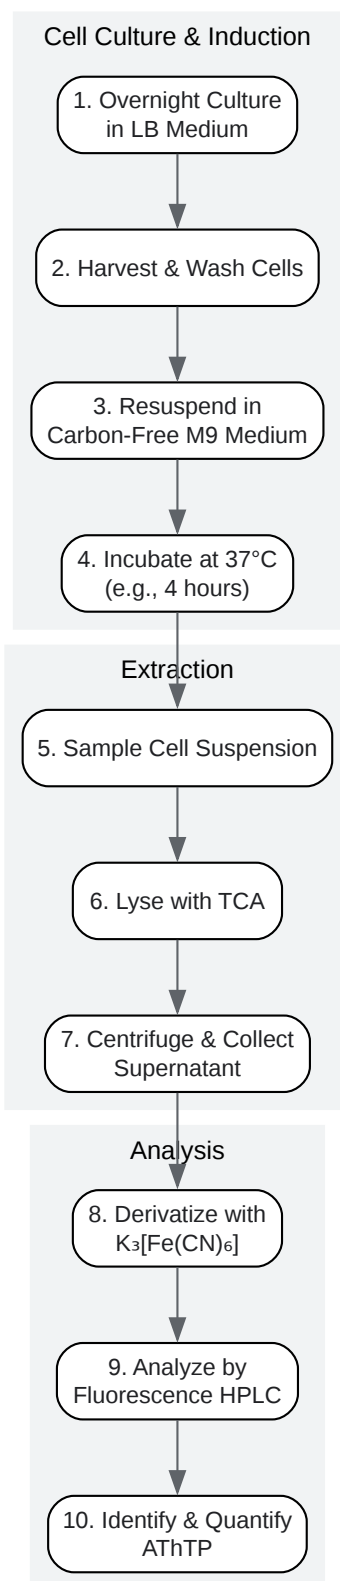 Cell Culture & Induction
1. Overnight Culture
in LB Medium
2. Harvest & Wash Cells
3. Resuspend in
Carbon-Free M9 Medium
4. Incubate at 37°C
(e.g., 4 hours)
Extraction
5. Sample Cell Suspension
6. Lyse with TCA
7. Centrifuge & Collect
Supernatant
Analysis
8. Derivatize with
K₃[Fe(CN)₆]
9. Analyze by
Fluorescence HPLC
10. Identify & Quantify
AThTP